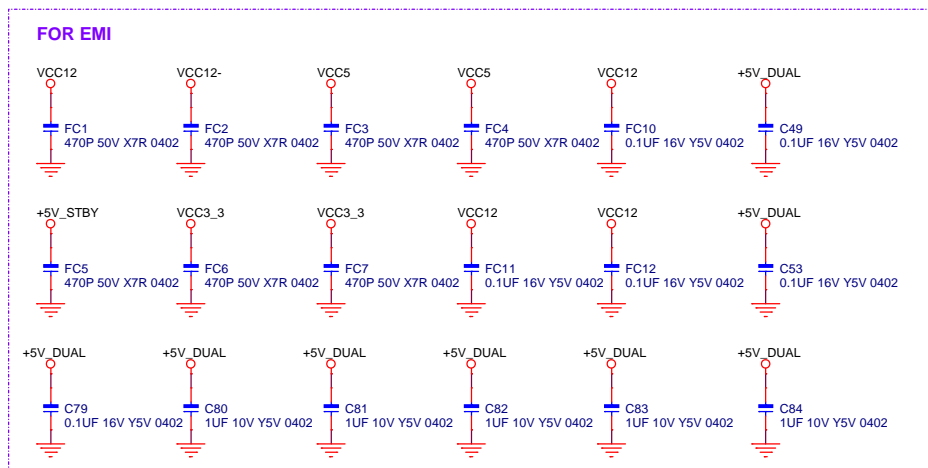 FOR EMI
VCC12 VCC12- VCC5 VCC5 VCC12 +5V_DUAL
FC1 FC2 FC3 FC4 FC10 C49
470P 50V X7R 0402 470P 50V X7R 0402 470P 50V X7R 0402 470P 50V X7R 0402 0.1UF 16V Y5V 0402 0.1UF 16V Y5V 0402
+5V_STBY VCC3_3 VCC3_3 VCC12 VCC12 +5V_DUAL
FC5 FC6 FC7 FC11 FC12 C53
470P 50V X7R 0402 470P 50V X7R 0402 470P 50V X7R 0402 0.1UF 16V Y5V 0402 0.1UF 16V Y5V 0402 0.1UF 16V Y5V 0402
+5V_DUAL +5V_DUAL +5V_DUAL +5V_DUAL +5V_DUAL +5V_DUAL
C79 C80 C81 C82 C83 C84
0.1UF 16V Y5V 0402 1UF 10V Y5V 0402 1UF 10V Y5V 0402 1UF 10V Y5V 0402 1UF 10V Y5V 0402 1UF 10V Y5V 0402